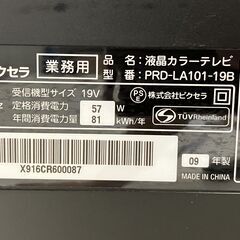 ピクセラ 業務用 品名:液晶カラーテレビ
品番:PRD-LA101-19B
受信機型サイズ 19V
定格消費電力 57 W
年間消費電力量 81 kWh/年
PS E
株式会社ピクセラ
TÜVRheinland
X916CR600087
09 年製
MADE IN CHINA